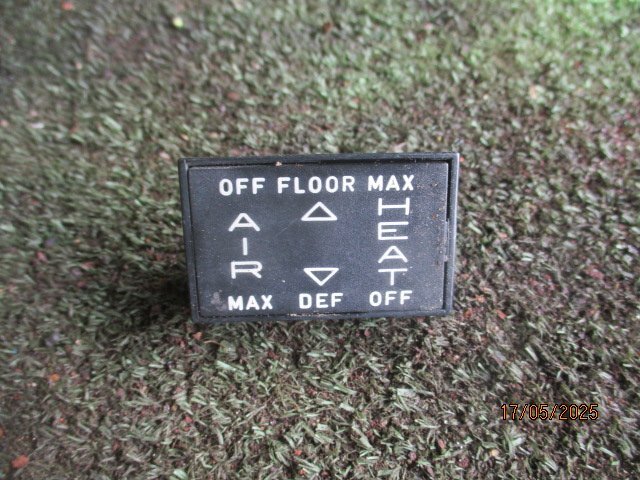 OFF FLOOR MAX
AIR
HEAT
MAX DEF OFF
17/05/2025